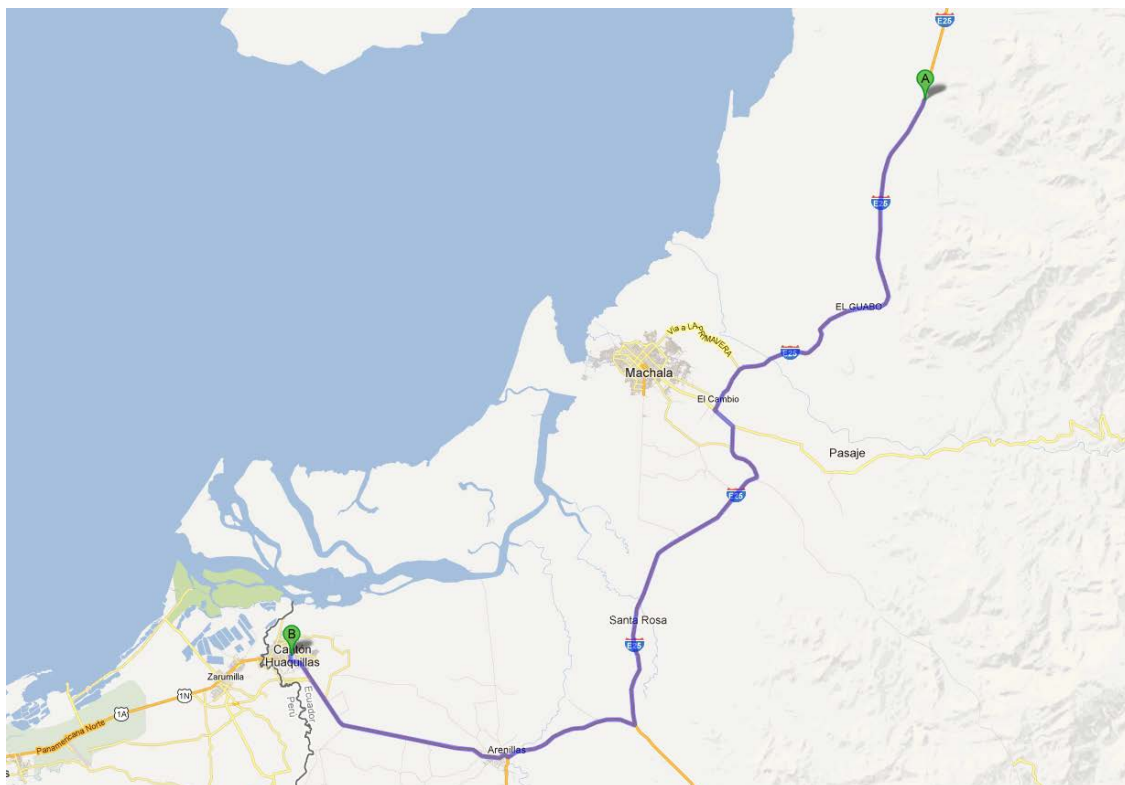 E25
A
E25
EL GUABO
Via a LA PRIMAVERA
E25
Machala
El Cambio
Pasaje
E25
Santa Rosa
E25
B
Cantón
Huaquillas
Zarumilla
1N
Ecuador
Perú
1A
Panamericana Norte
Arenillas
s